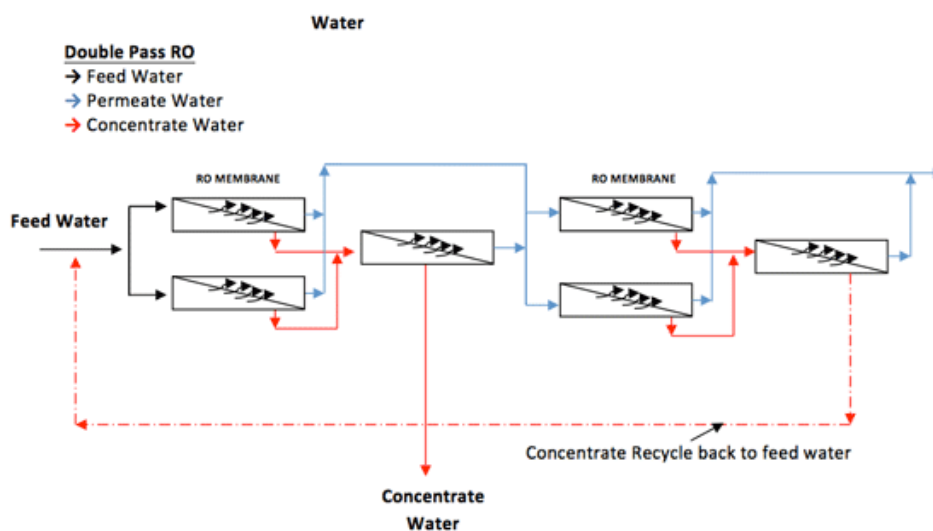 Water
Double Pass RO
→ Feed Water
→ Permeate Water
→ Concentrate Water
RO MEMBRANE
RO MEMBRANE
Feed Water
Concentrate Recycle back to feed water
Concentrate
Water